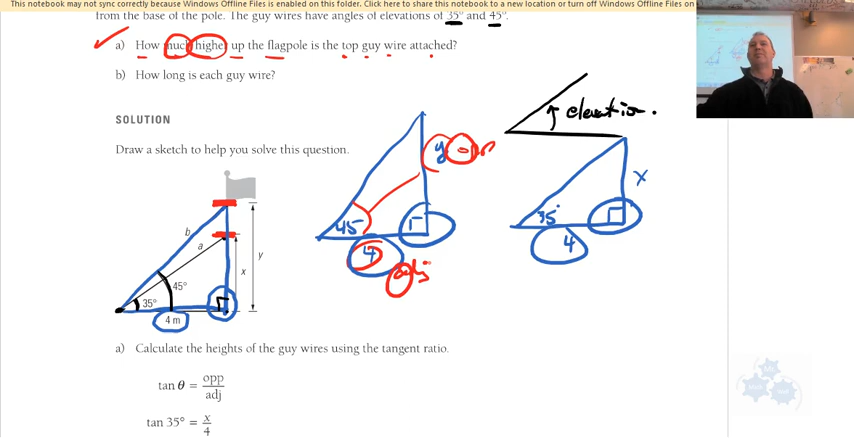 This notebook may not sync correctly because Windows Offline Files is enabled on this folder. Click here to share this notebook to a new location or turn off Windows Offline Files on
from the base of the pole. The guy wires have angles of elevations of 35° and 45°.
a) How much higher up the flagpole is the top guy wire attached?
b) How long is each guy wire?
elevation.
SOLUTION
Draw a sketch to help you solve this question.
y opp
x
45
35°
4
4
adj
b
a
y
x
45°
35°
4 m
a) Calculate the heights of the guy wires using the tangent ratio.
tan θ = opp/adj
tan 35° = x/4